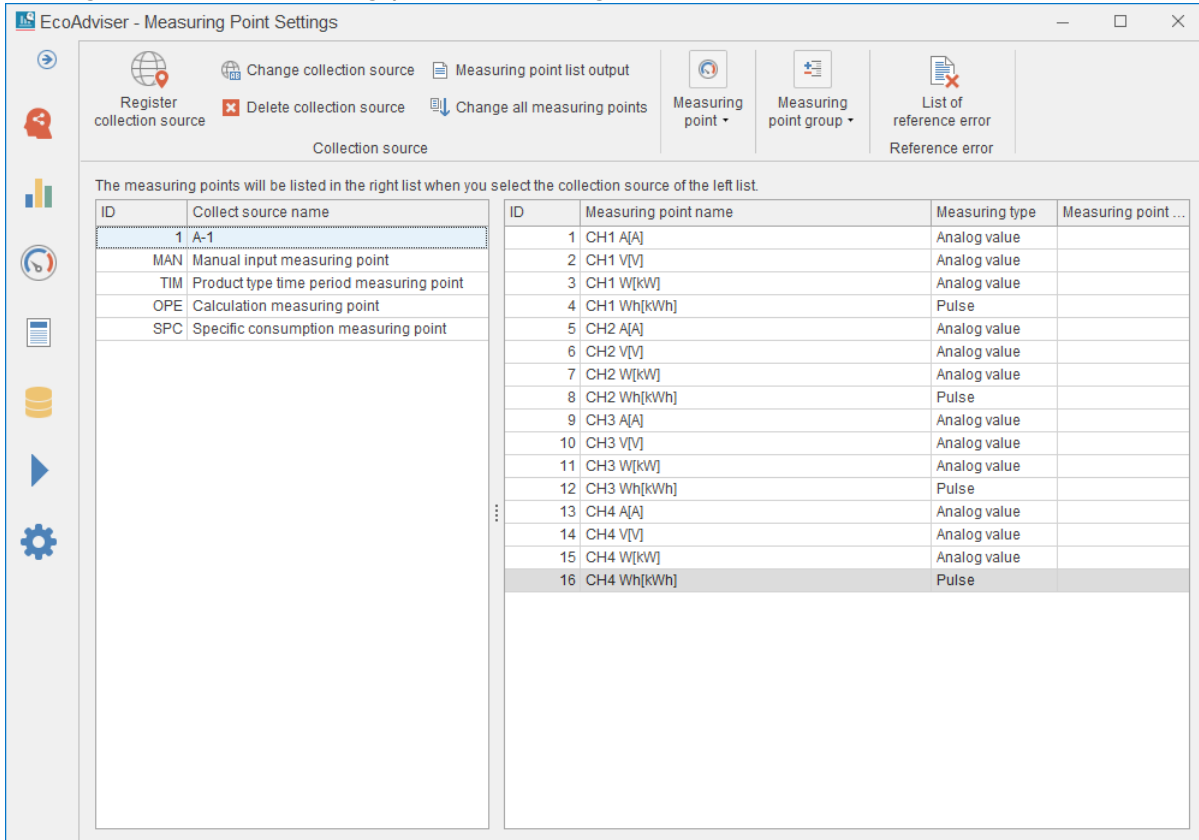 EcoAdviser - Measuring Point Settings
Register collection source
Change collection source
Delete collection source
Measuring point list output
Change all measuring points
Collection source
Measuring point
Measuring point group
List of reference error
Reference error
The measuring points will be listed in the right list when you select the collection source of the left list.
ID Collect source name
1 A-1
MAN Manual input measuring point
TIM Product type time period measuring point
OPE Calculation measuring point
SPC Specific consumption measuring point
ID Measuring point name Measuring type Measuring point ...
1 CH1 A[A] Analog value
2 CH1 V[V] Analog value
3 CH1 W[kW] Analog value
4 CH1 Wh[kWh] Pulse
5 CH2 A[A] Analog value
6 CH2 V[V] Analog value
7 CH2 W[kW] Analog value
8 CH2 Wh[kWh] Pulse
9 CH3 A[A] Analog value
10 CH3 V[V] Analog value
11 CH3 W[kW] Analog value
12 CH3 Wh[kWh] Pulse
13 CH4 A[A] Analog value
14 CH4 V[V] Analog value
15 CH4 W[kW] Analog value
16 CH4 Wh[kWh] Pulse